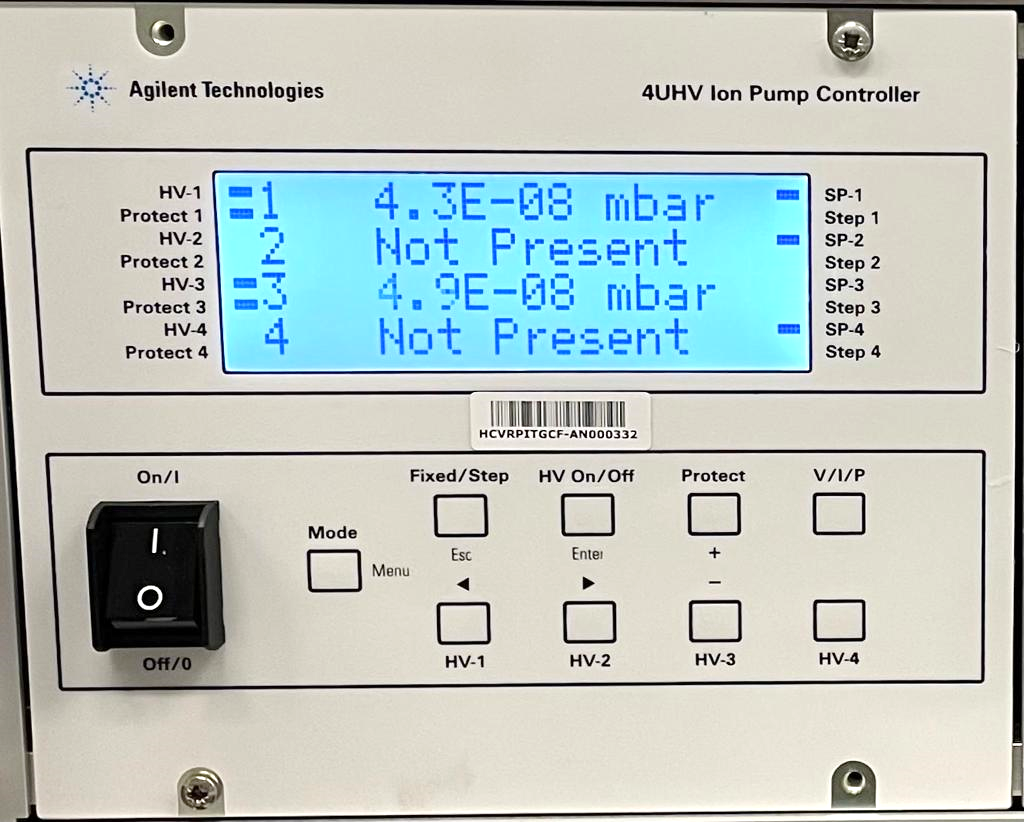 Agilent Technologies
4UHV Ion Pump Controller
HV-1 1 4.3E-08 mbar SP-1
Protect 1 Step 1
HV-2 2 Not Present SP-2
Protect 2 Step 2
HV-3 3 4.9E-08 mbar SP-3
Protect 3 Step 3
HV-4 4 Not Present SP-4
Protect 4 Step 4
HCVRPITGCF-AN000332
On/I
Fixed/Step HV On/Off Protect V/I/P
I
Mode
Esc Enter +
Menu
◄ ► −
O
Off/0
HV-1 HV-2 HV-3 HV-4